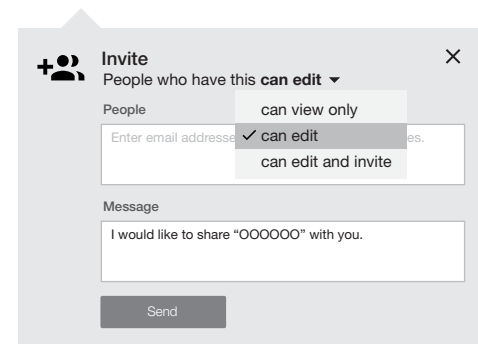 Invite
People who have this can edit
People
can view only
Enter email addresse
can edit
es.
can edit and invite
Message
I would like to share “OOOOOO” with you.
Send